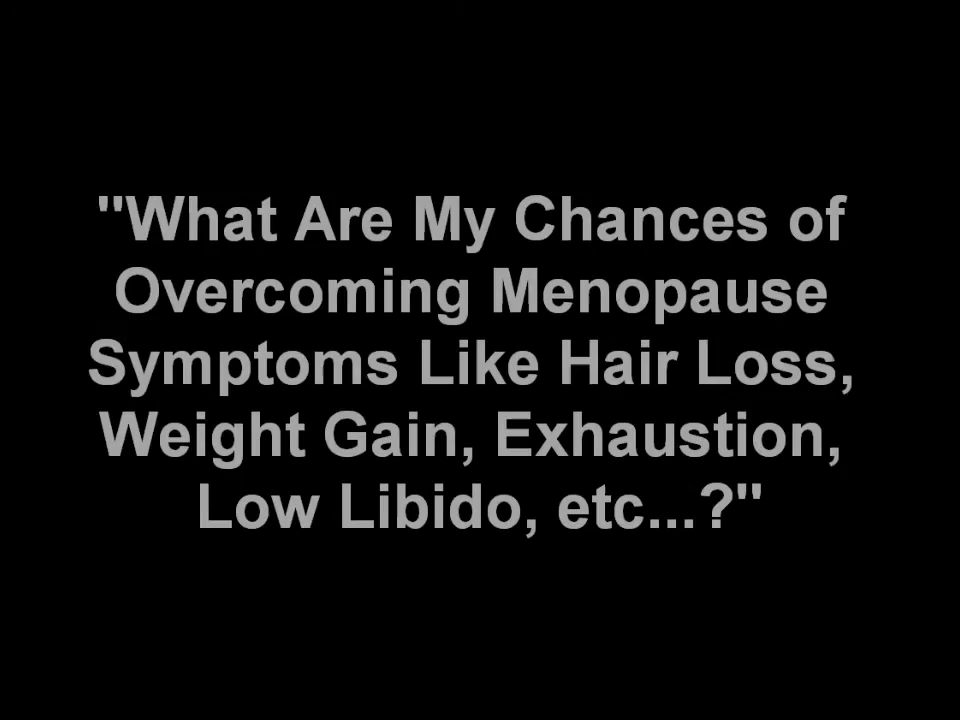 "What Are My Chances of
Overcoming Menopause
Symptoms Like Hair Loss,
Weight Gain, Exhaustion,
Low Libido, etc...?"